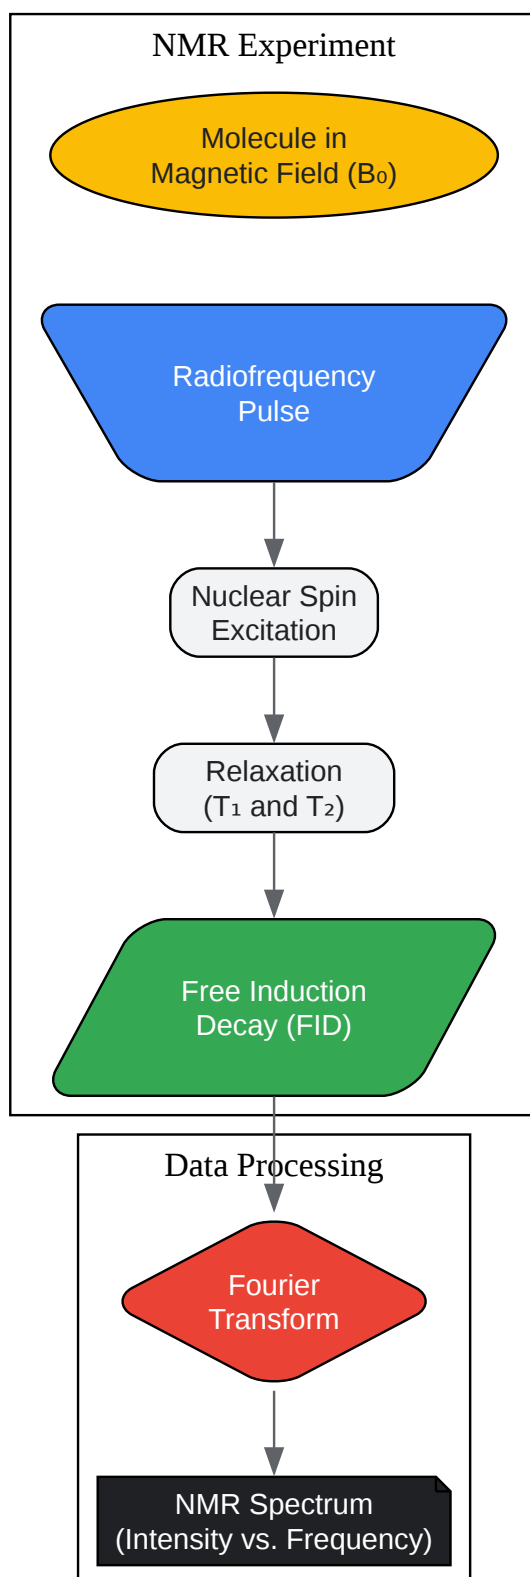 NMR Experiment
Molecule in
Magnetic Field (B₀)
Radiofrequency
Pulse
Nuclear Spin
Excitation
Relaxation
(T₁ and T₂)
Free Induction
Decay (FID)
Data Processing
Fourier
Transform
NMR Spectrum
(Intensity vs. Frequency)